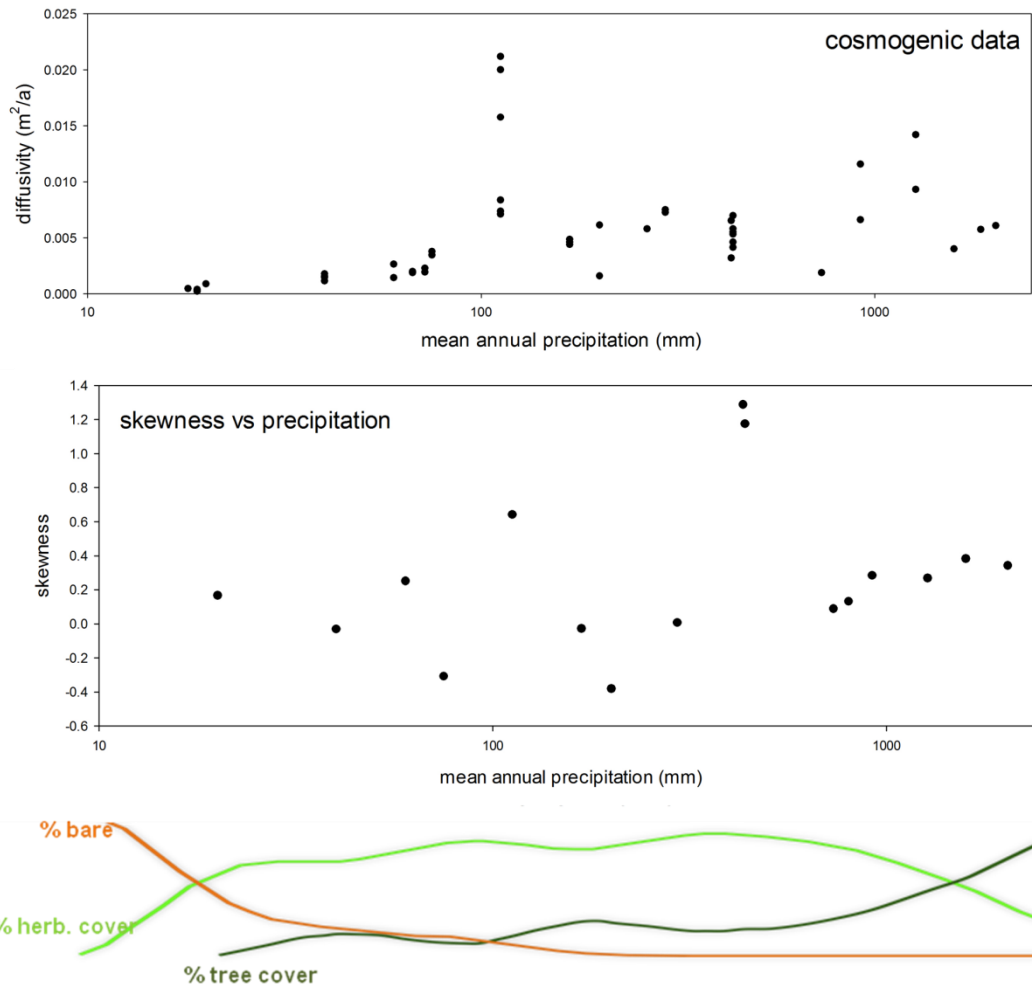 0.025
cosmogenic data
0.020
0.015
0.010
0.005
0.000
diffusivity (m²/a)
10 100 1000
mean annual precipitation (mm)
1.4
skewness vs precipitation
1.2
1.0
0.8
0.6
0.4
0.2
0.0
-0.2
-0.4
-0.6
skewness
10 100 1000
mean annual precipitation (mm)
% bare
% herb. cover
% tree cover